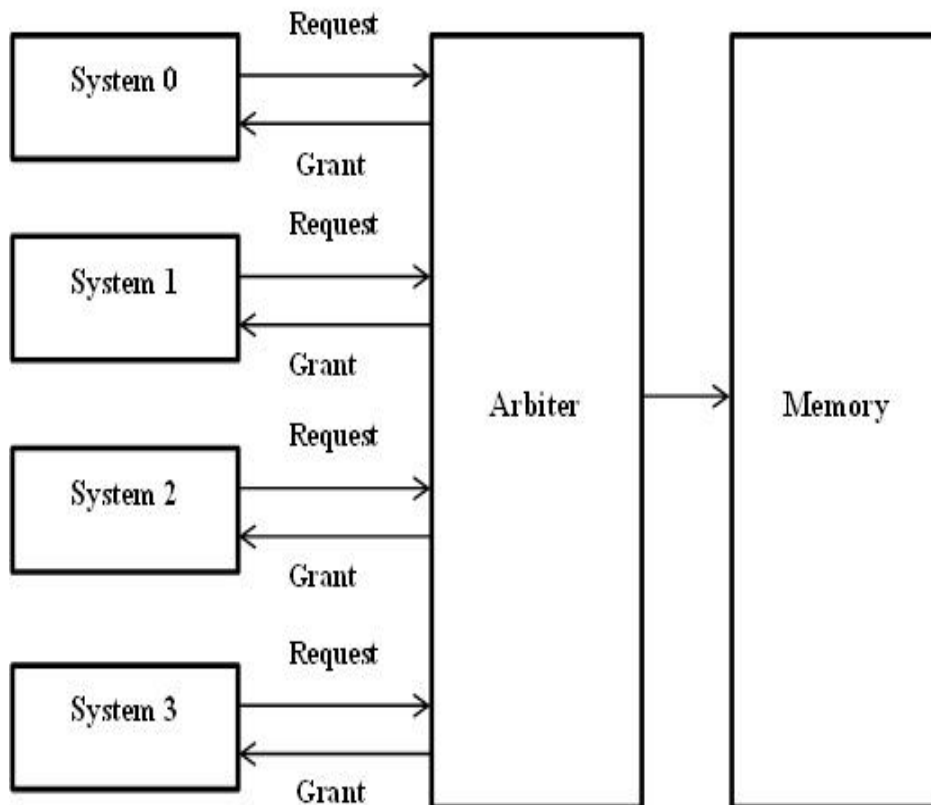 Request
System 0
Grant
Request
System 1
Grant
Request
System 2
Grant
Request
System 3
Grant
Arbiter
Memory